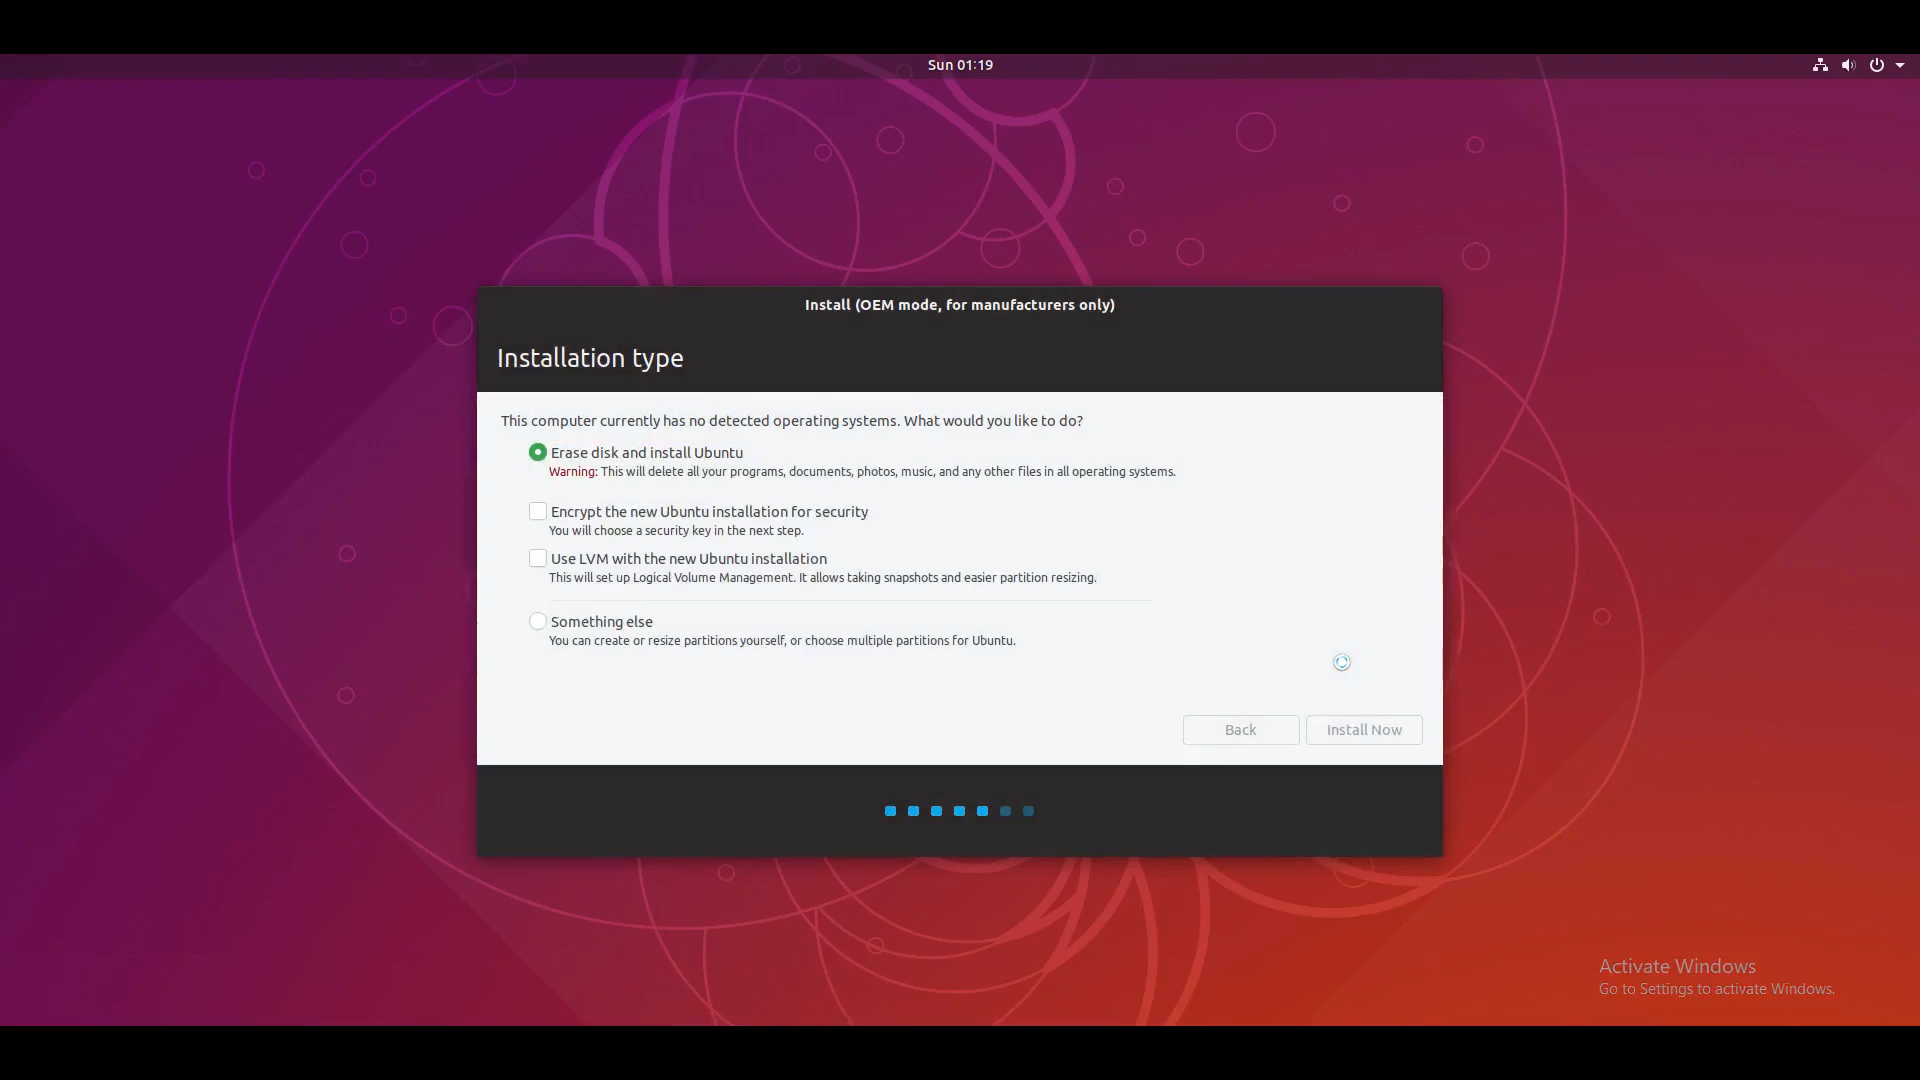 Sun 01:19
Install (OEM mode, for manufacturers only)
Installation type
This computer currently has no detected operating systems. What would you like to do?
Erase disk and install Ubuntu
Warning: This will delete all your programs, documents, photos, music, and any other files in all operating systems.
Encrypt the new Ubuntu installation for security
You will choose a security key in the next step.
Use LVM with the new Ubuntu installation
This will set up Logical Volume Management. It allows taking snapshots and easier partition resizing.
Something else
You can create or resize partitions yourself, or choose multiple partitions for Ubuntu.
Back
Install Now
Activate Windows
Go to Settings to activate Windows.